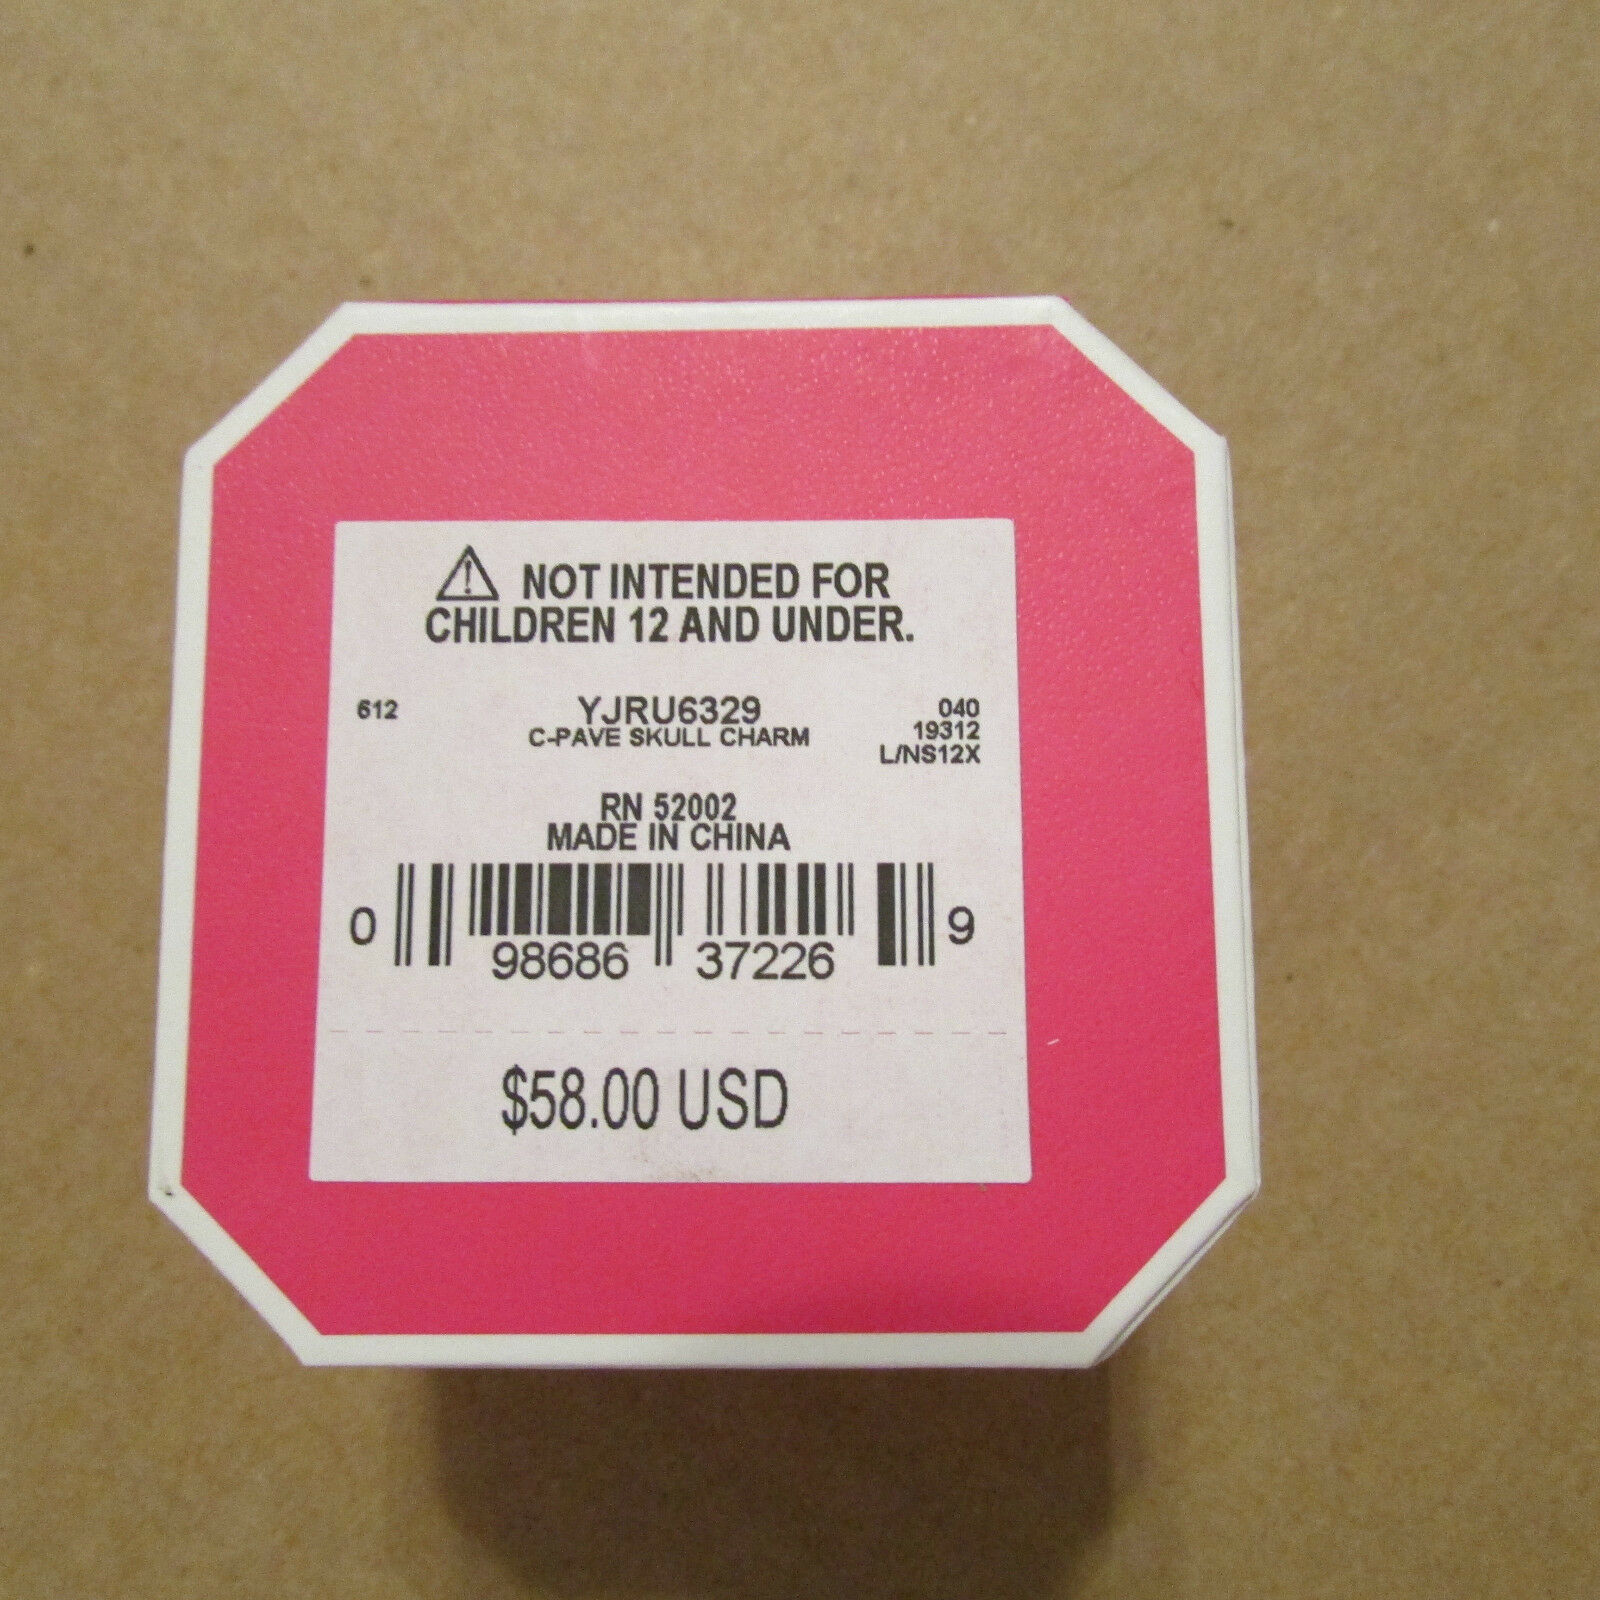 ⚠ NOT INTENDED FOR
CHILDREN 12 AND UNDER.
612 YJRU6329 040
C-PAVE SKULL CHARM 19312
L/NS12X
RN 52002
MADE IN CHINA
0 98686 37226 9
$58.00 USD